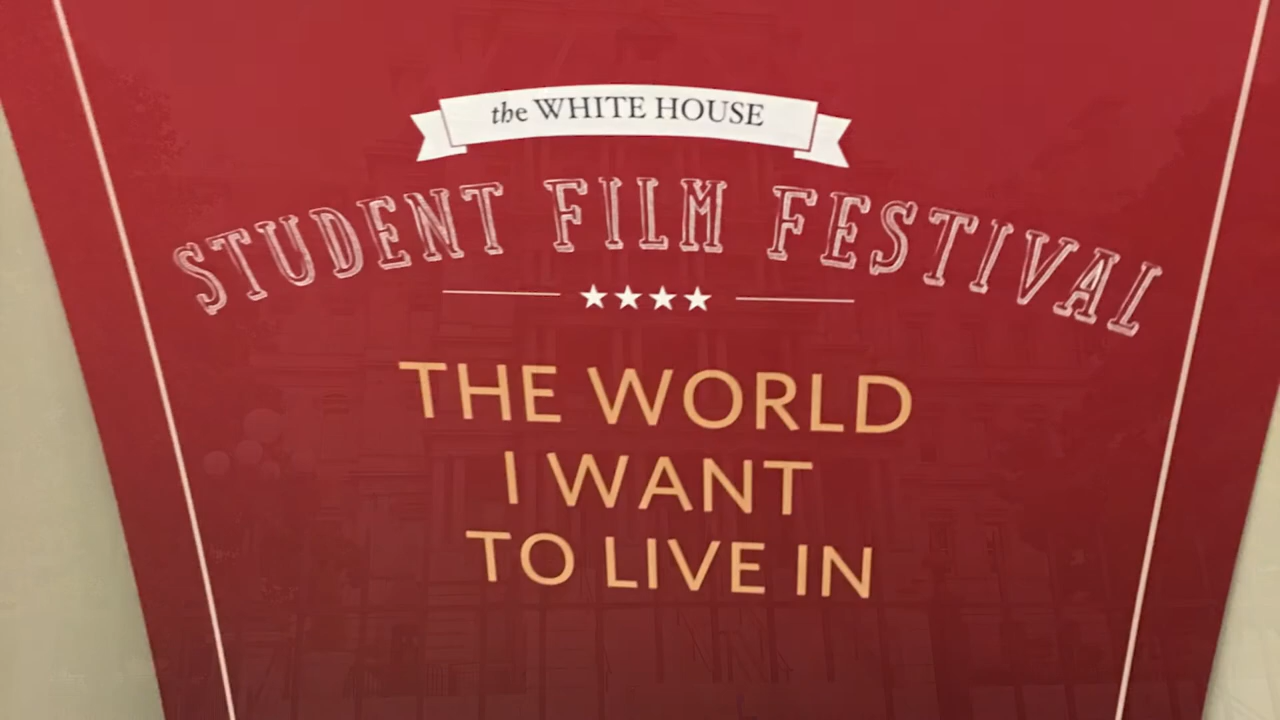 the WHITE HOUSE
STUDENT FILM FESTIVAL
THE WORLD
I WANT
TO LIVE IN